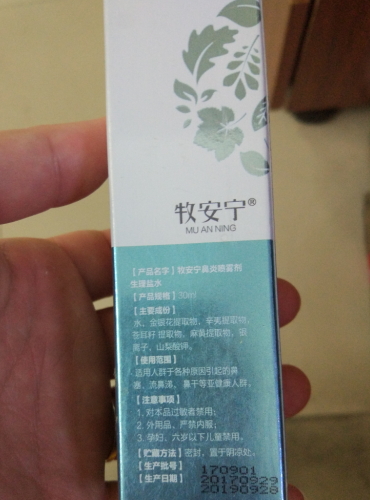 牧安宁®
MU AN NING
【产品名字】牧安宁鼻炎喷雾剂
生理盐水
【产品规格】30ml
【主要成份】
水、金银花提取物、辛夷提取物、
苍耳籽 提取物、麻黄提取物、银
离子、山梨酸钾。
【使用范围】
适用人群于各种原因引起的鼻
塞、流鼻涕、鼻干等亚健康人群。
【注意事项】
1. 对本品过敏者禁用；
2. 外用品，严禁内服；
3. 孕妇、六岁以下儿童禁用。
【贮藏方法】密封，置于阴凉处。
【生产批号】 170901
【生产日期】 20170929
20190928